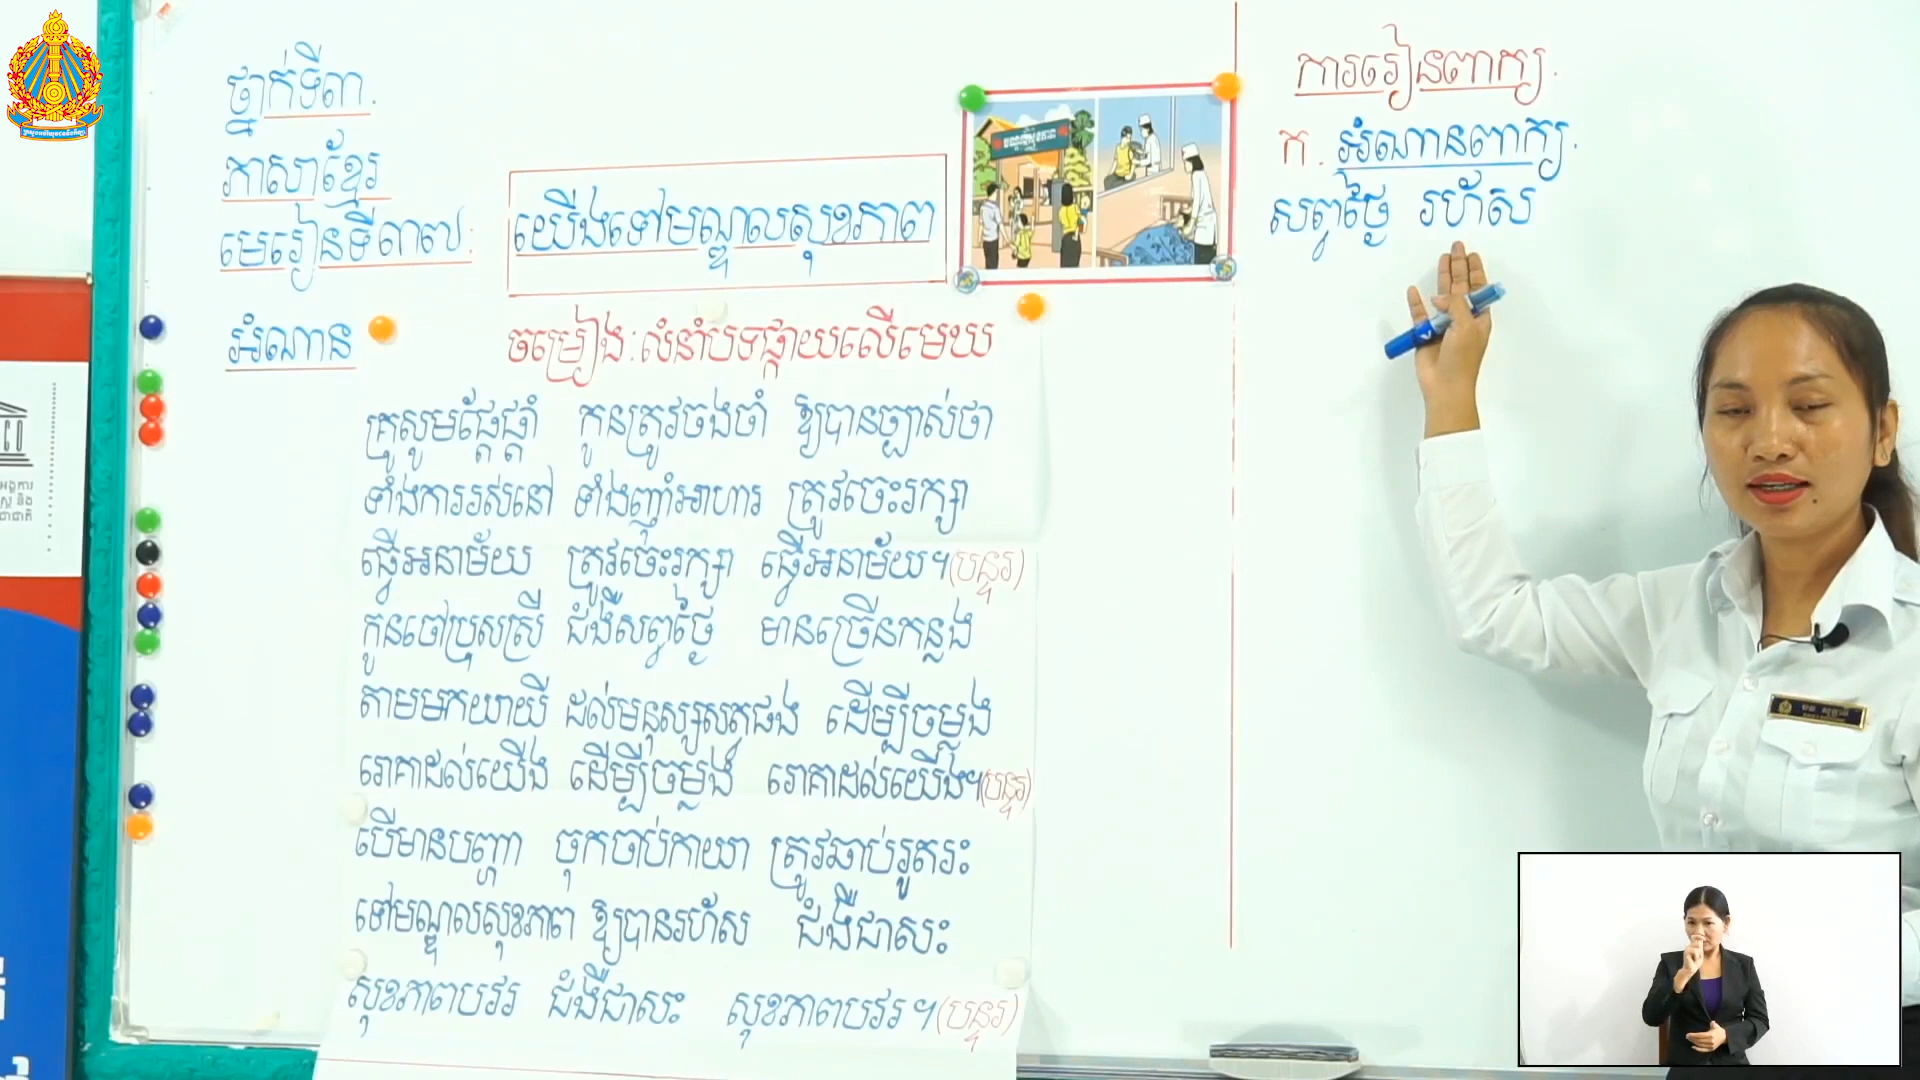 ថ្នាក់ទី៣.
ភាសាខ្មែរ
មេរៀនទី៣៧:
យើងទៅមណ្ឌលសុខភាព
អំណាន
ចម្រៀង : លំនាំបទផ្កាយលើមេឃ
គ្រូសូមផ្ដែផ្ដាំ កូនត្រូវចងចាំ ឱ្យបានច្បាស់ថា
ទាំងការរស់នៅ ទាំងញ៉ាំអាហារ ត្រូវចេះរក្សា
ធ្វើអនាម័យ ត្រូវចេះរក្សា ធ្វើអនាម័យ។(បន្ទរ)
កូនចៅប្រុសស្រី ជំងឺសព្វថ្ងៃ មានច្រើនកន្លង
តាមមកយាយី ដល់មនុស្សសត្វផង ដើម្បីចម្លង
រោគាដល់យើង ដើម្បីចម្លង រោគាដល់យើង។(បន្ទរ)
បើមានបញ្ហា ចុកចាប់កាយា ត្រូវឆាប់រូតរះ
ទៅមណ្ឌលសុខភាព ឱ្យបានរហ័ស ជំងឺជាសះ
សុខភាពបវរ ជំងឺជាសះ សុខភាពបវរ។(បន្ទរ)
ការរៀនពាក្យ.
ក. អំណានពាក្យ.
សព្វថ្ងៃ រហ័ស